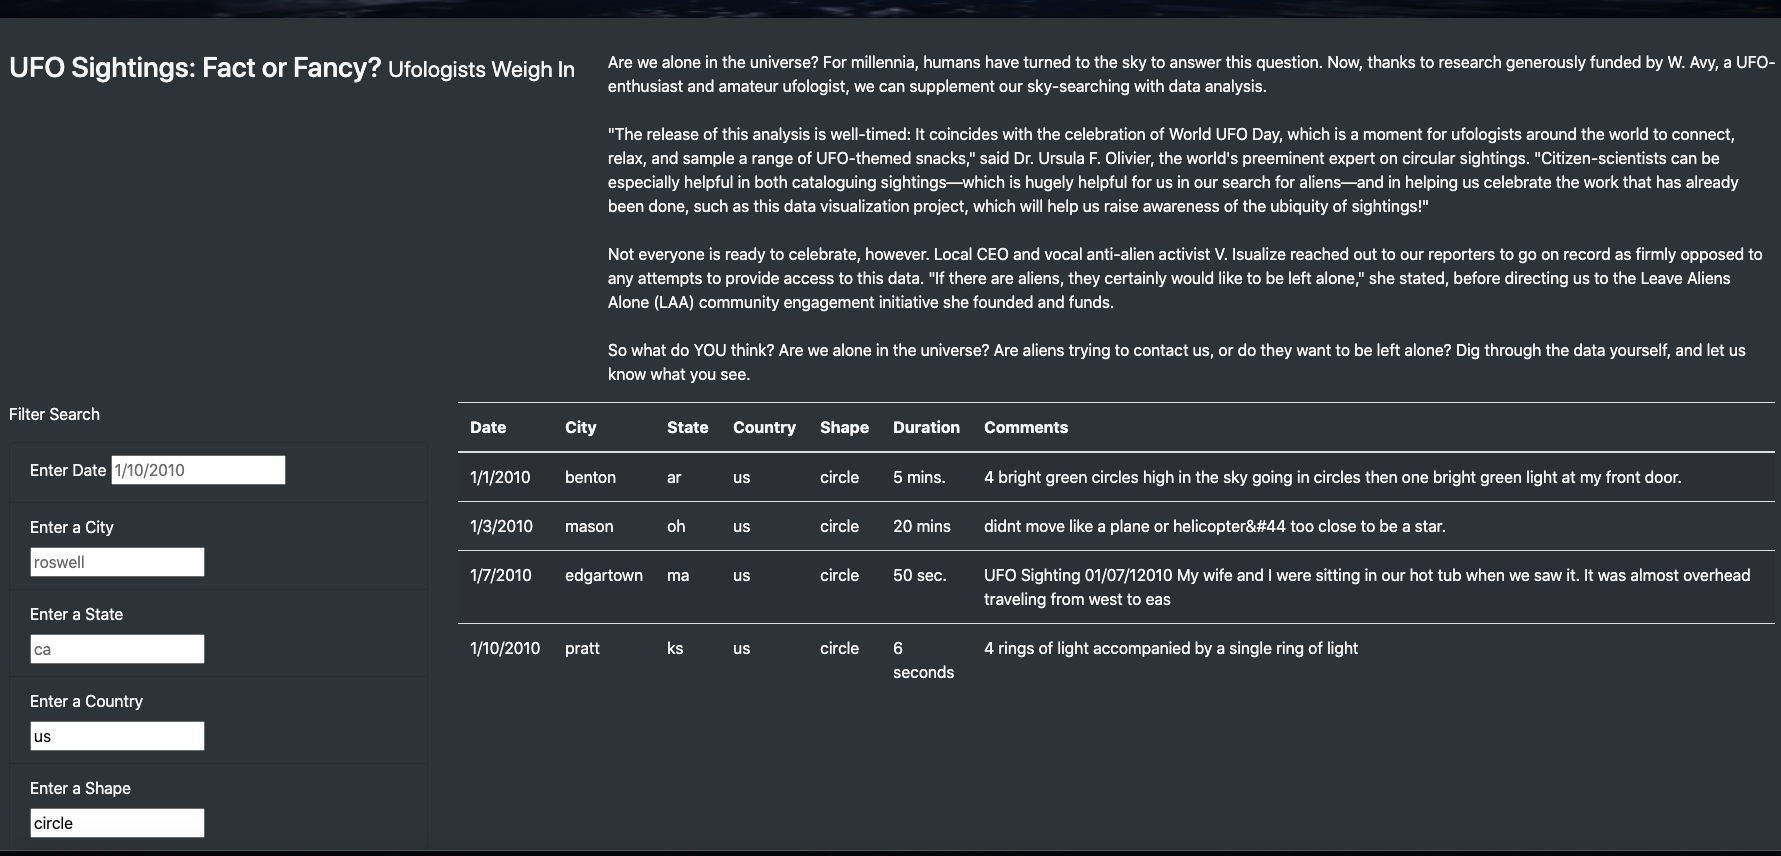 UFO Sightings: Fact or Fancy? Ufologists Weigh In
Are we alone in the universe? For millennia, humans have turned to the sky to answer this question. Now, thanks to research generously funded by W. Avy, a UFO-
enthusiast and amateur ufologist, we can supplement our sky-searching with data analysis.
"The release of this analysis is well-timed: It coincides with the celebration of World UFO Day, which is a moment for ufologists around the world to connect,
relax, and sample a range of UFO-themed snacks," said Dr. Ursula F. Olivier, the world's preeminent expert on circular sightings. "Citizen-scientists can be
especially helpful in both cataloguing sightings—which is hugely helpful for us in our search for aliens—and in helping us celebrate the work that has already
been done, such as this data visualization project, which will help us raise awareness of the ubiquity of sightings!"
Not everyone is ready to celebrate, however. Local CEO and vocal anti-alien activist V. Isualize reached out to our reporters to go on record as firmly opposed to
any attempts to provide access to this data. "If there are aliens, they certainly would like to be left alone," she stated, before directing us to the Leave Aliens
Alone (LAA) community engagement initiative she founded and funds.
So what do YOU think? Are we alone in the universe? Are aliens trying to contact us, or do they want to be left alone? Dig through the data yourself, and let us
know what you see.
Filter Search
Enter Date 1/10/2010
Enter a City
roswell
Enter a State
ca
Enter a Country
us
Enter a Shape
circle
Date City State Country Shape Duration Comments
1/1/2010 benton ar us circle 5 mins. 4 bright green circles high in the sky going in circles then one bright green light at my front door.
1/3/2010 mason oh us circle 20 mins didnt move like a plane or helicopter&#44 too close to be a star.
1/7/2010 edgartown ma us circle 50 sec. UFO Sighting 01/07/12010 My wife and I were sitting in our hot tub when we saw it. It was almost overhead
traveling from west to eas
1/10/2010 pratt ks us circle 6 4 rings of light accompanied by a single ring of light
seconds